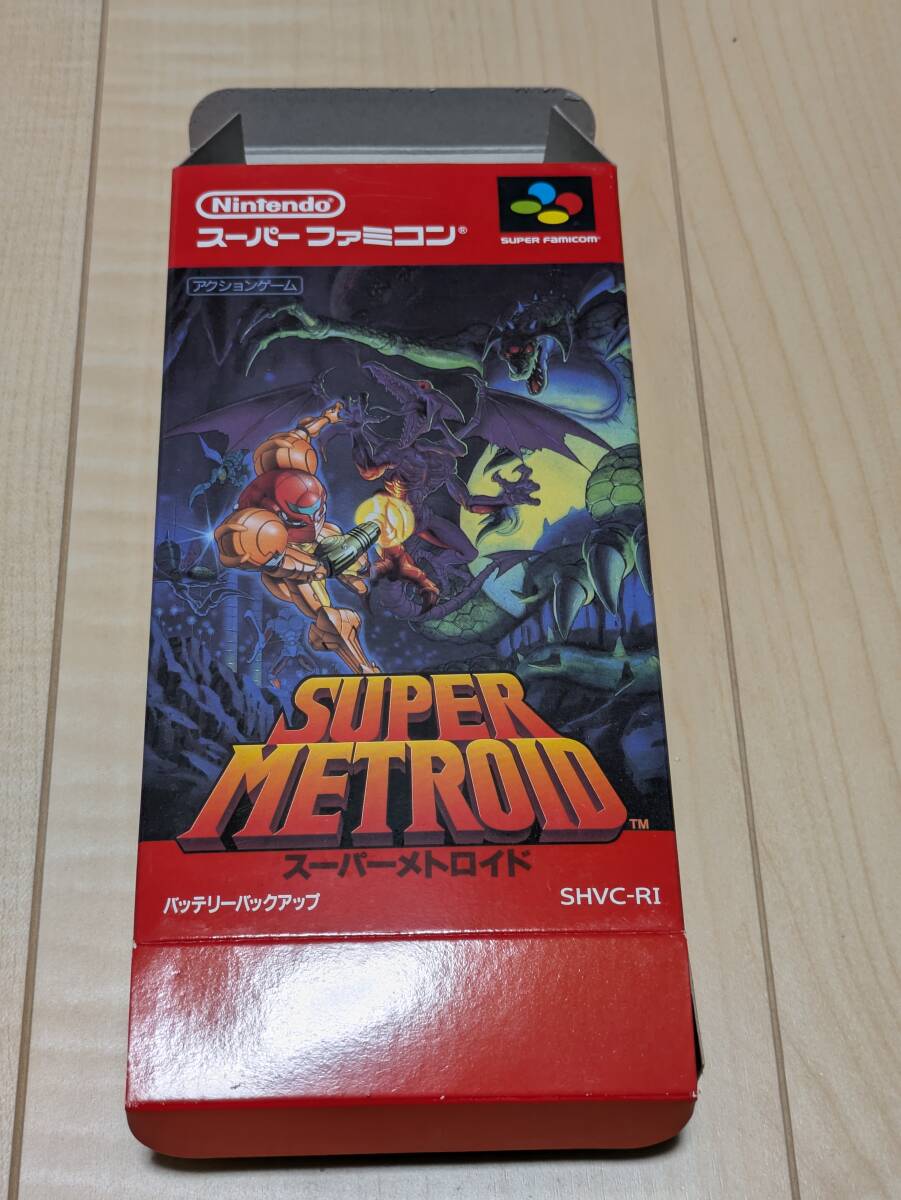 Nintendo®
スーパーファミコン®
SUPER FAMICOM®
アクションゲーム
SUPER
METROID™
スーパーメトロイド
バッテリーバックアップ
SHVC-RI